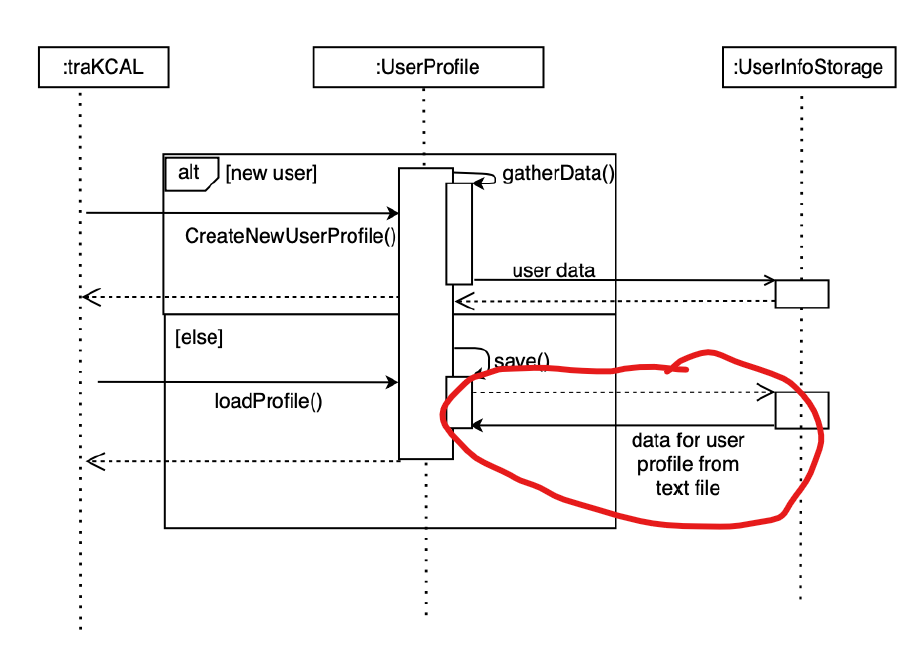 :traKCAL
:UserProfile
:UserInfoStorage
alt
[new user]
gatherData()
CreateNewUserProfile()
user data
[else]
save()
loadProfile()
data for user
profile from
text file